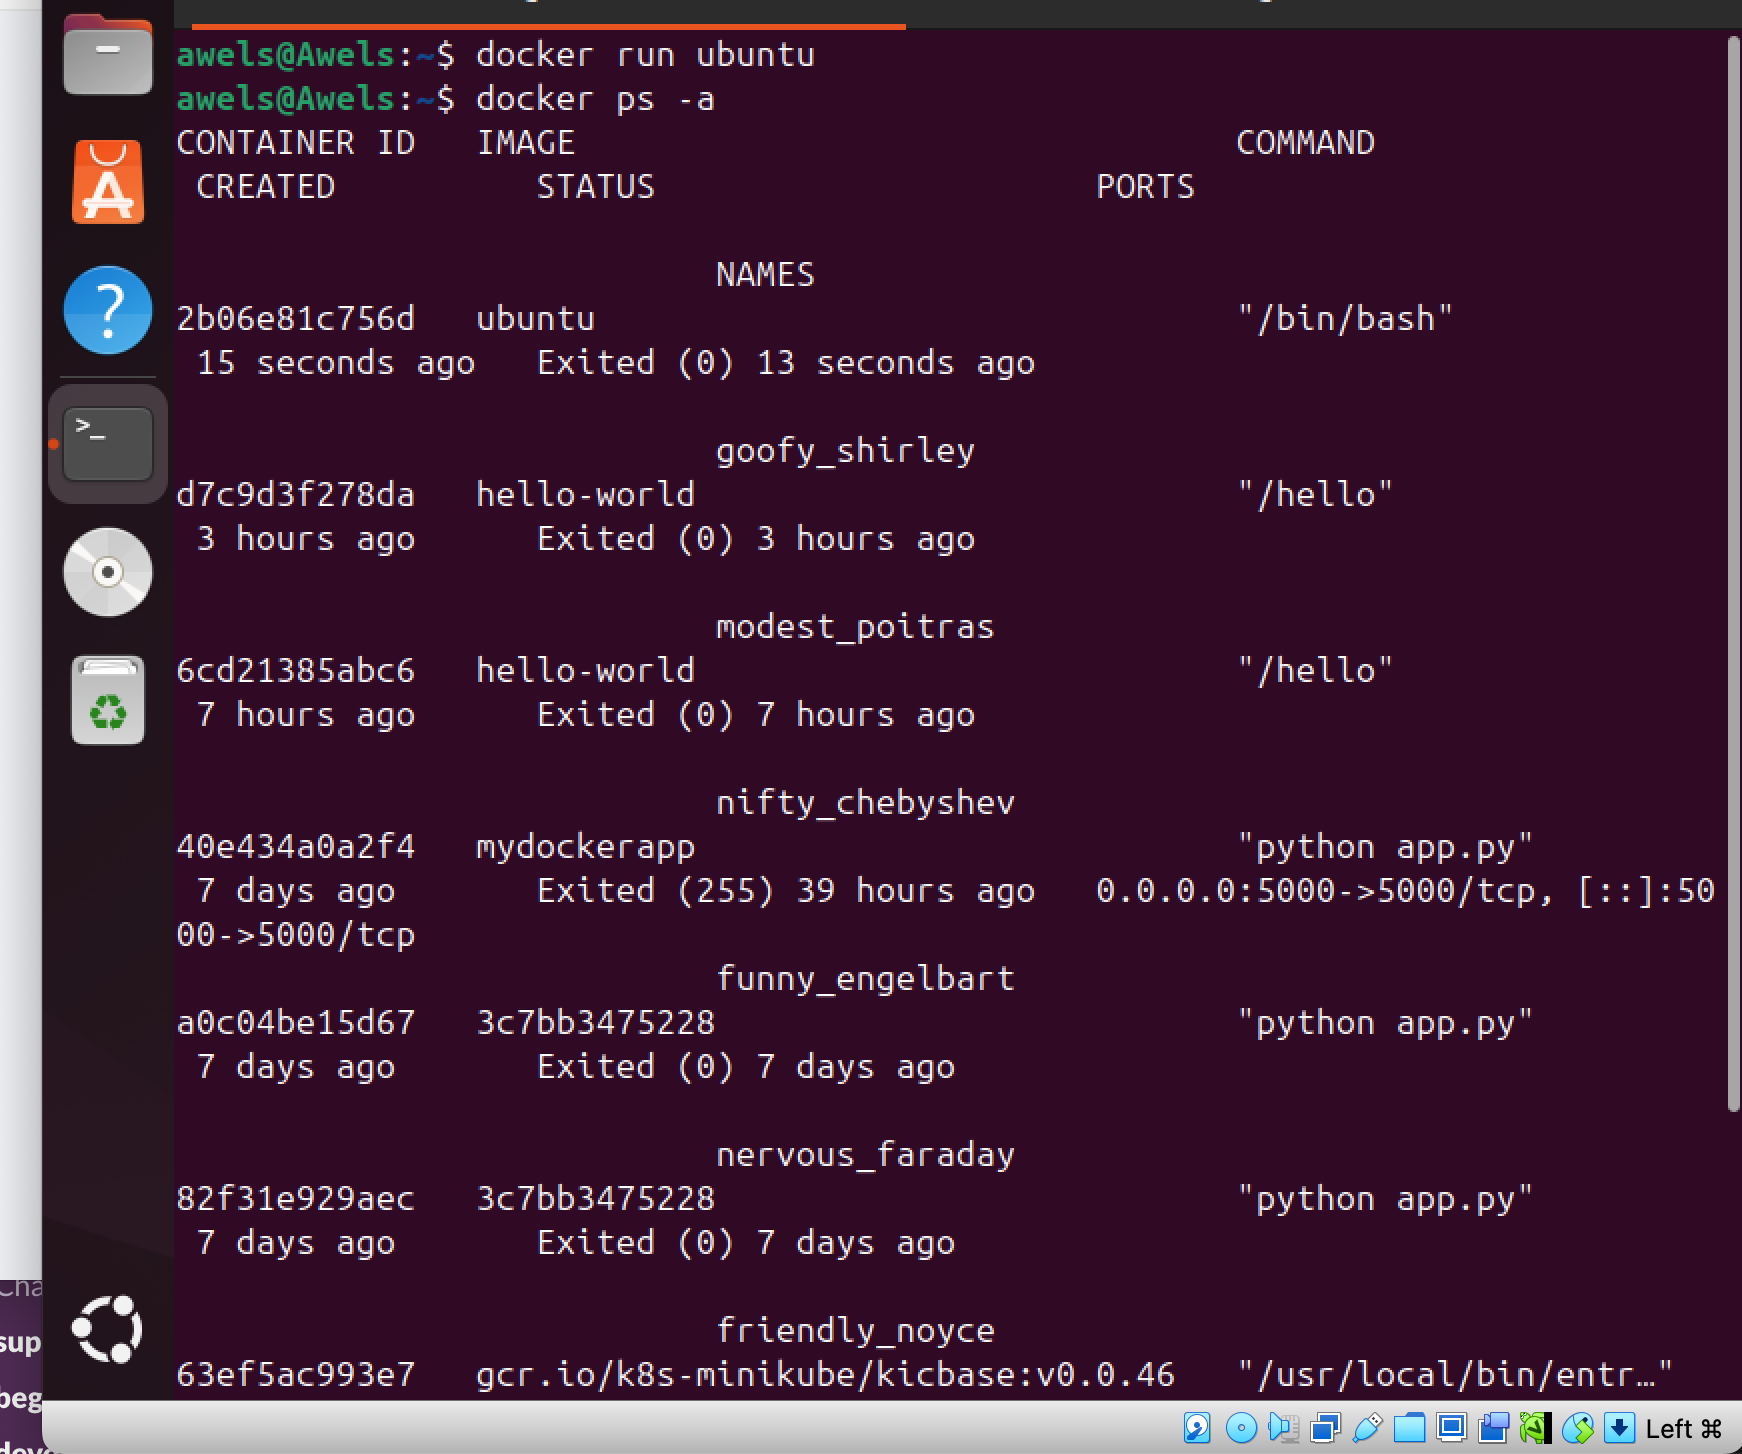 awels@Awels:~$ docker run ubuntu
awels@Awels:~$ docker ps -a
CONTAINER ID   IMAGE                                 COMMAND
 CREATED          STATUS                      PORTS
                           NAMES
2b06e81c756d   ubuntu                                "/bin/bash"
 15 seconds ago   Exited (0) 13 seconds ago
                           goofy_shirley
d7c9d3f278da   hello-world                           "/hello"
 3 hours ago      Exited (0) 3 hours ago
                           modest_poitras
6cd21385abc6   hello-world                           "/hello"
 7 hours ago      Exited (0) 7 hours ago
                           nifty_chebyshev
40e434a0a2f4   mydockerapp                           "python app.py"
 7 days ago       Exited (255) 39 hours ago   0.0.0.0:5000->5000/tcp, [::]:50
00->5000/tcp
                           funny_engelbart
a0c04be15d67   3c7bb3475228                          "python app.py"
 7 days ago       Exited (0) 7 days ago
                           nervous_faraday
82f31e929aec   3c7bb3475228                          "python app.py"
 7 days ago       Exited (0) 7 days ago
                           friendly_noyce
63ef5ac993e7   gcr.io/k8s-minikube/kicbase:v0.0.46   "/usr/local/bin/entr…"
Cha
sup
beg
Left ⌘